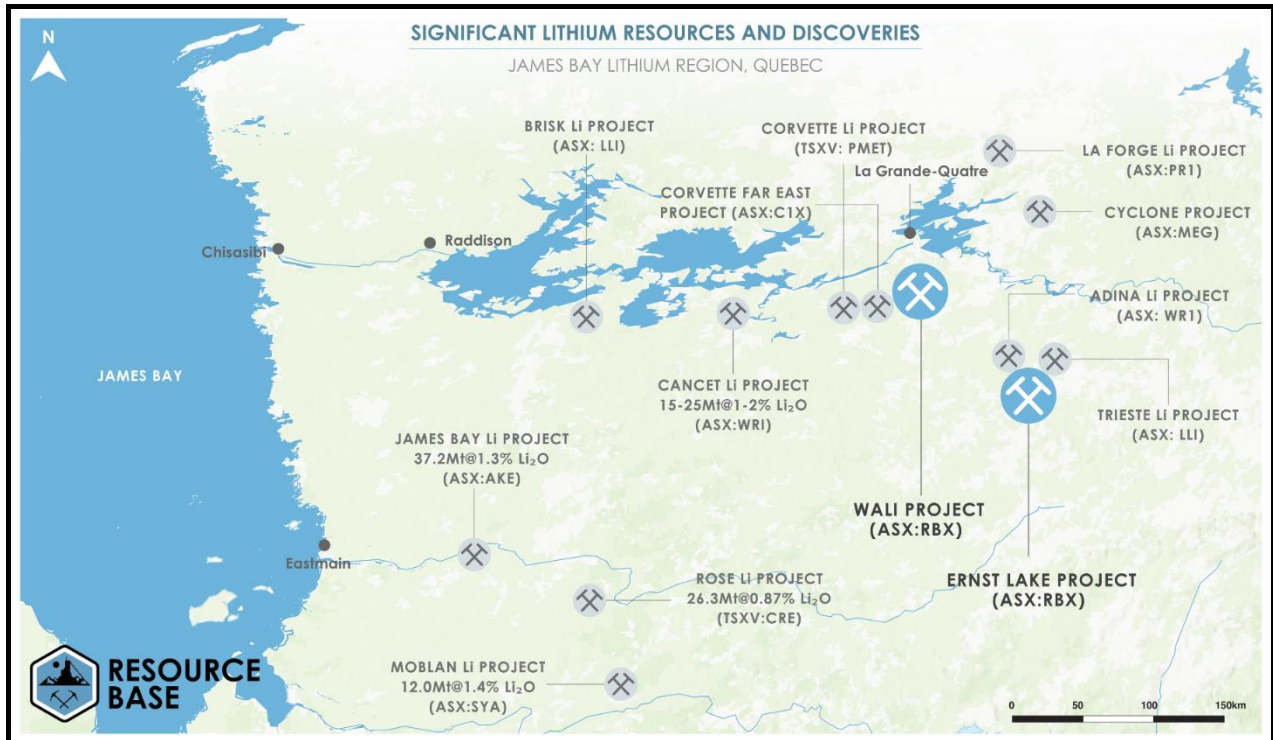 N
SIGNIFICANT LITHIUM RESOURCES AND DISCOVERIES
JAMES BAY LITHIUM REGION, QUEBEC
BRISK Li PROJECT
(ASX: LLI)
CORVETTE Li PROJECT
(TSXV: PMET)
La Grande-Quatre
LA FORGE Li PROJECT
(ASX:PR1)
CORVETTE FAR EAST
PROJECT (ASX:C1X)
CYCLONE PROJECT
(ASX:MEG)
Chisasibi
Raddison
ADINA Li PROJECT
(ASX: WR1)
JAMES BAY
CANCET Li PROJECT
15-25Mt@1-2% Li₂O
(ASX:WRI)
TRIESTE Li PROJECT
(ASX: LLI)
JAMES BAY Li PROJECT
37.2Mt@1.3% Li₂O
(ASX:AKE)
WALI PROJECT
(ASX:RBX)
Eastmain
ERNST LAKE PROJECT
(ASX:RBX)
ROSE Li PROJECT
26.3Mt@0.87% Li₂O
(TSXV:CRE)
MOBLAN Li PROJECT
12.0Mt@1.4% Li₂O
(ASX:SYA)
RESOURCE
BASE
0 50 100 150km